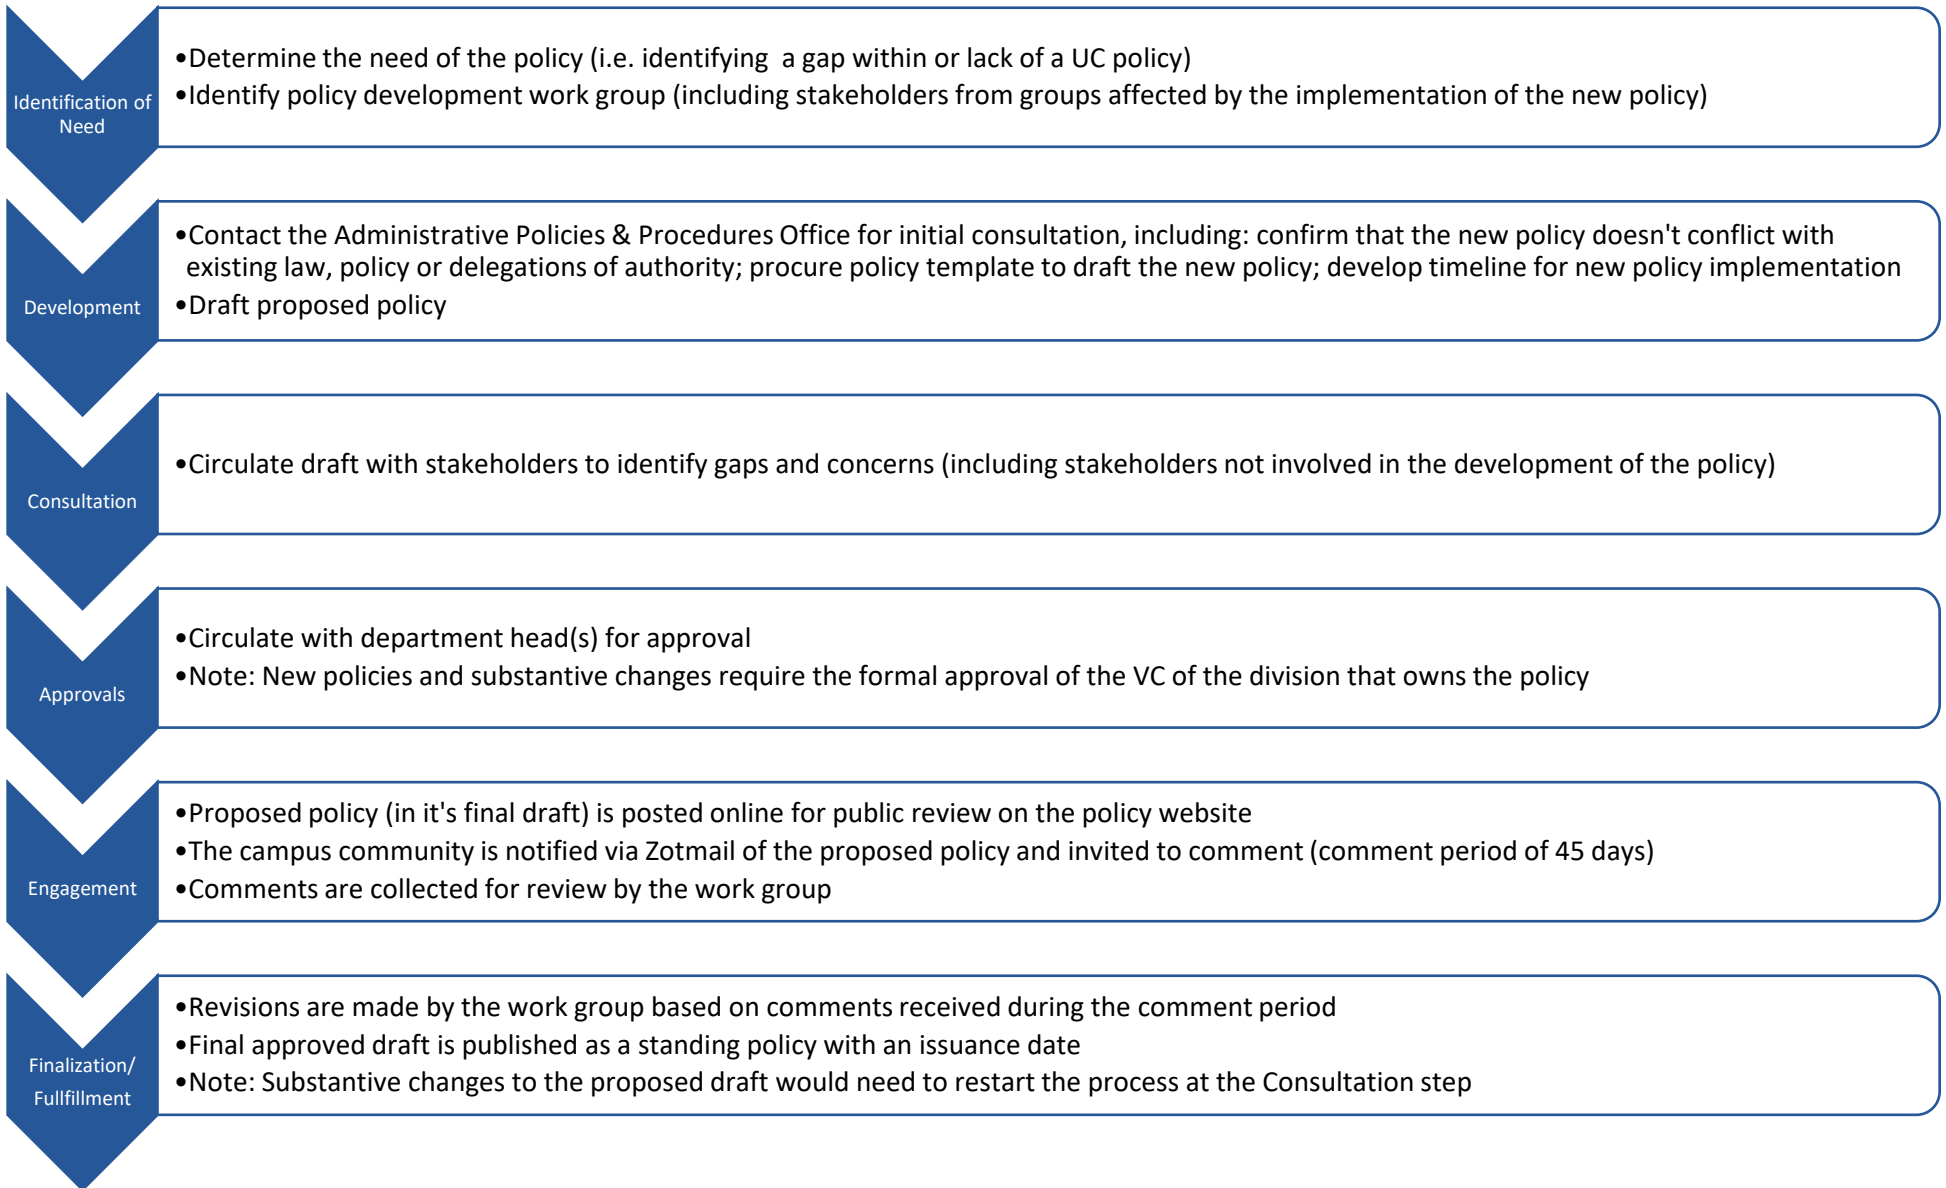 Identification of
Need
•Determine the need of the policy (i.e. identifying  a gap within or lack of a UC policy)
•Identify policy development work group (including stakeholders from groups affected by the implementation of the new policy)
Development
•Contact the Administrative Policies & Procedures Office for initial consultation, including: confirm that the new policy doesn't conflict with
existing law, policy or delegations of authority; procure policy template to draft the new policy; develop timeline for new policy implementation
•Draft proposed policy
Consultation
•Circulate draft with stakeholders to identify gaps and concerns (including stakeholders not involved in the development of the policy)
Approvals
•Circulate with department head(s) for approval
•Note: New policies and substantive changes require the formal approval of the VC of the division that owns the policy
Engagement
•Proposed policy (in it's final draft) is posted online for public review on the policy website
•The campus community is notified via Zotmail of the proposed policy and invited to comment (comment period of 45 days)
•Comments are collected for review by the work group
Finalization/
Fullfillment
•Revisions are made by the work group based on comments received during the comment period
•Final approved draft is published as a standing policy with an issuance date
•Note: Substantive changes to the proposed draft would need to restart the process at the Consultation step